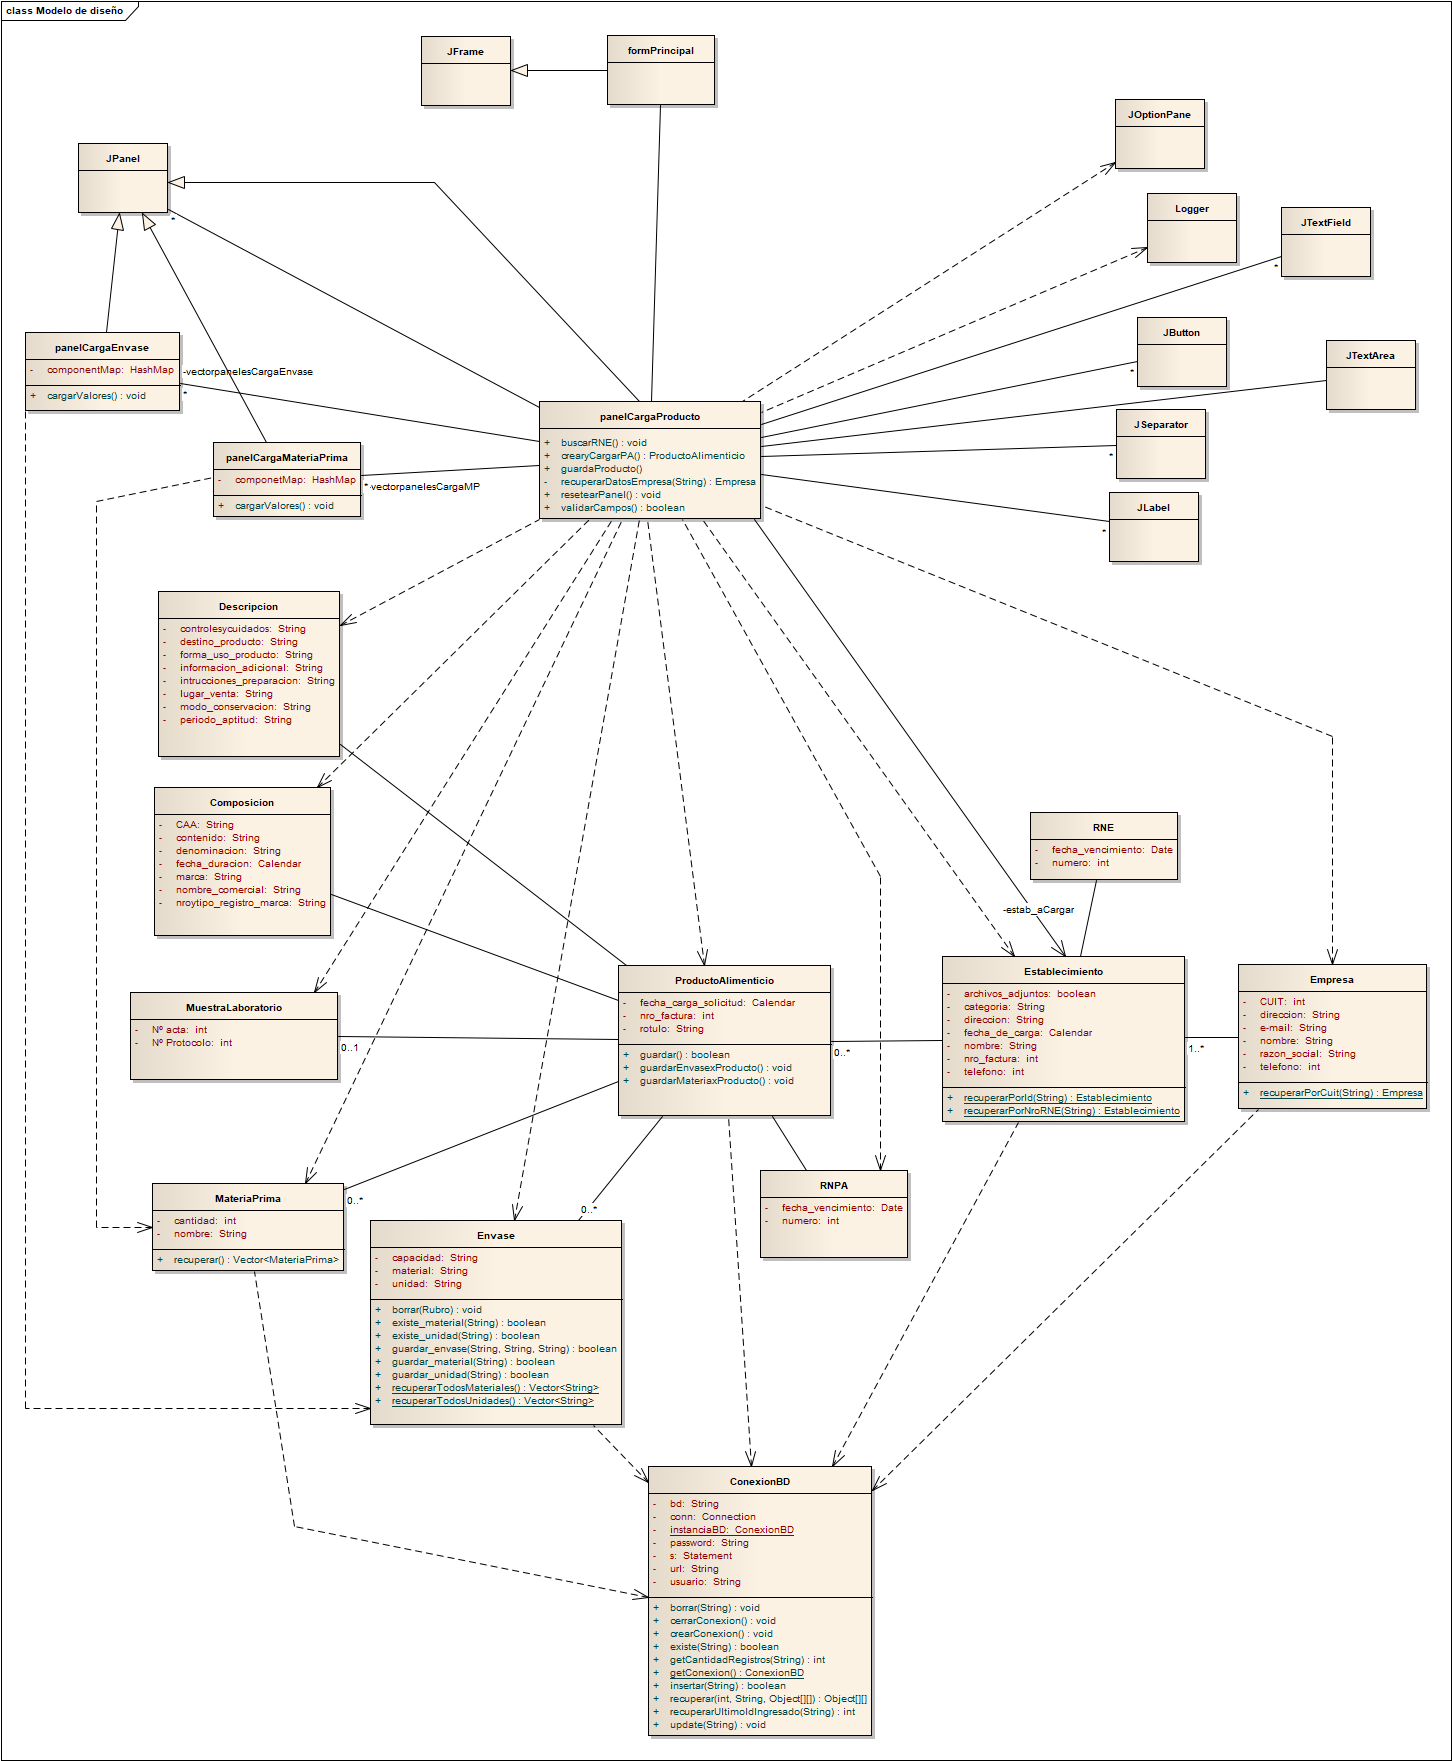 class Modelo de diseño
JFrame
formPrincipal
JOptionPane
JPanel
*
Logger
JTextField
*
JButton
*
JTextArea
panelCargaEnvase
- componentMap: HashMap
+ cargarValores() : void
-vectorpanelesCargaEnvase
*
panelCargaProducto
+ buscarRNE() : void
+ crearyCargarPA() : ProductoAlimenticio
+ guardaProducto()
- recuperarDatosEmpresa(String) : Empresa
+ resetearPanel() : void
+ validarCampos() : boolean
JSeparator
*
panelCargaMateriaPrima
- componetMap: HashMap
+ cargarValores() : void
* -vectorpanelesCargaMP
JLabel
*
Descripcion
- controlesycuidados: String
- destino_producto: String
- forma_uso_producto: String
- informacion_adicional: String
- intrucciones_preparacion: String
- lugar_venta: String
- modo_conservacion: String
- periodo_aptitud: String
Composicion
- CAA: String
- contenido: String
- denominacion: String
- fecha_duracion: Calendar
- marca: String
- nombre_comercial: String
- nroytipo_registro_marca: String
RNE
- fecha_vencimiento: Date
- numero: int
-estab_aCargar
MuestraLaboratorio
- Nº acta: int
- Nº Protocolo: int
0..1
ProductoAlimenticio
- fecha_carga_solicitud: Calendar
- nro_factura: int
- rotulo: String
+ guardar() : boolean
+ guardarEnvasexProducto() : void
+ guardarMateriaxProducto() : void
0..*
Establecimiento
- archivos_adjuntos: boolean
- categoria: String
- direccion: String
- fecha_de_carga: Calendar
- nombre: String
- nro_factura: int
- telefono: int
+ recuperarPorId(String) : Establecimiento
+ recuperarPorNroRNE(String) : Establecimiento
1..*
Empresa
- CUIT: int
- direccion: String
- e-mail: String
- nombre: String
- razon_social: String
- telefono: int
+ recuperarPorCuit(String) : Empresa
MateriaPrima
- cantidad: int
- nombre: String
+ recuperar() : Vector<MateriaPrima>
0..*
0..*
RNPA
- fecha_vencimiento: Date
- numero: int
Envase
- capacidad: String
- material: String
- unidad: String
+ borrar(Rubro) : void
+ existe_material(String) : boolean
+ existe_unidad(String) : boolean
+ guardar_envase(String, String, String) : boolean
+ guardar_material(String) : boolean
+ guardar_unidad(String) : boolean
+ recuperarTodosMateriales() : Vector<String>
+ recuperarTodosUnidades() : Vector<String>
ConexionBD
- bd: String
- conn: Connection
- instanciaBD: ConexionBD
- password: String
- s: Statement
- url: String
- usuario: String
+ borrar(String) : void
+ cerrarConexion() : void
+ crearConexion() : void
+ existe(String) : boolean
+ getCantidadRegistros(String) : int
+ getConexion() : ConexionBD
+ insertar(String) : boolean
+ recuperar(int, String, Object[][]) : Object[][]
+ recuperarUltimoIdIngresado(String) : int
+ update(String) : void